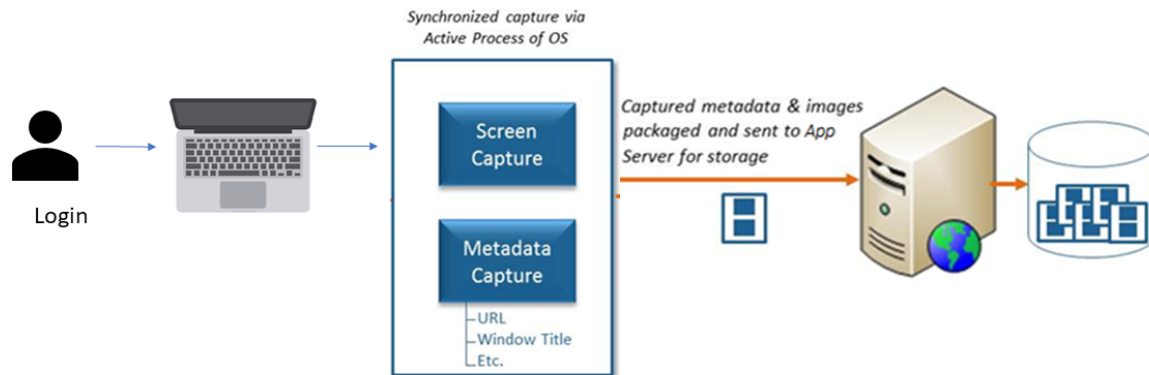 Synchronized capture via
Active Process of OS
Login
Screen
Capture
Metadata
Capture
URL
Window Title
Etc.
Captured metadata & images
packaged and sent to App
Server for storage